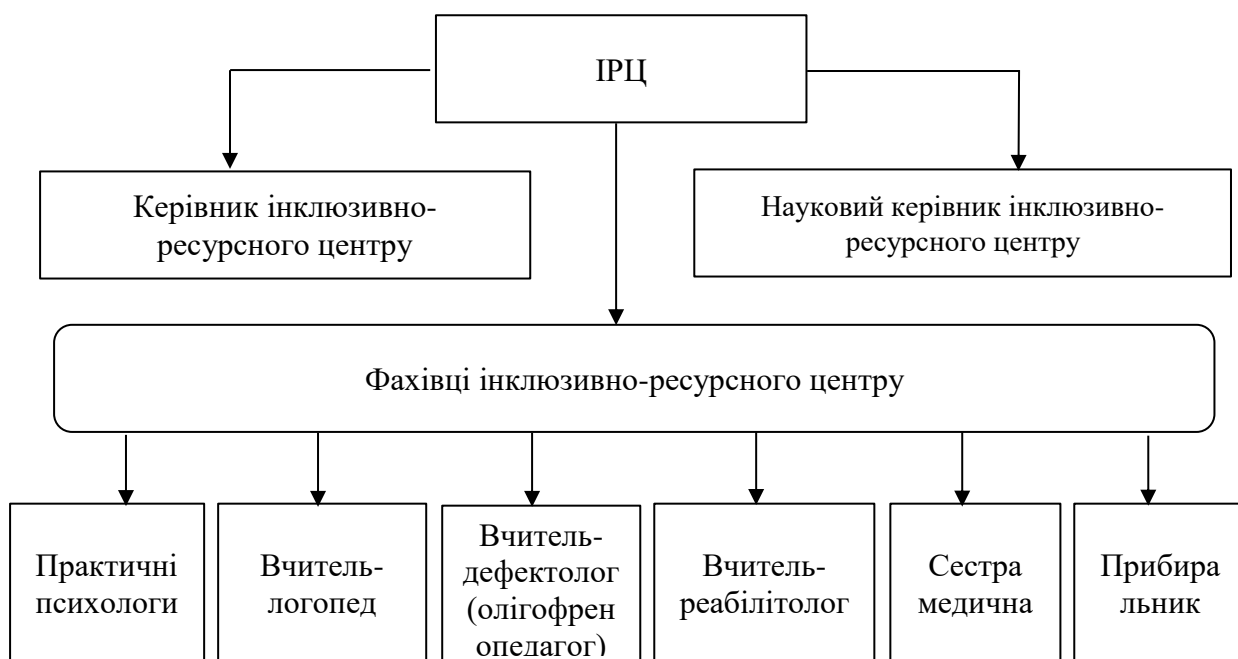 ІРЦ
Керівник інклюзивно-
ресурсного центру
Науковий керівник інклюзивно-
ресурсного центру
Фахівці інклюзивно-ресурсного центру
Практичні
психологи
Вчитель-
логопед
Вчитель-
дефектолог
(олігофрен
опедагог)
Вчитель-
реабілітолог
Сестра
медична
Прибира
льник